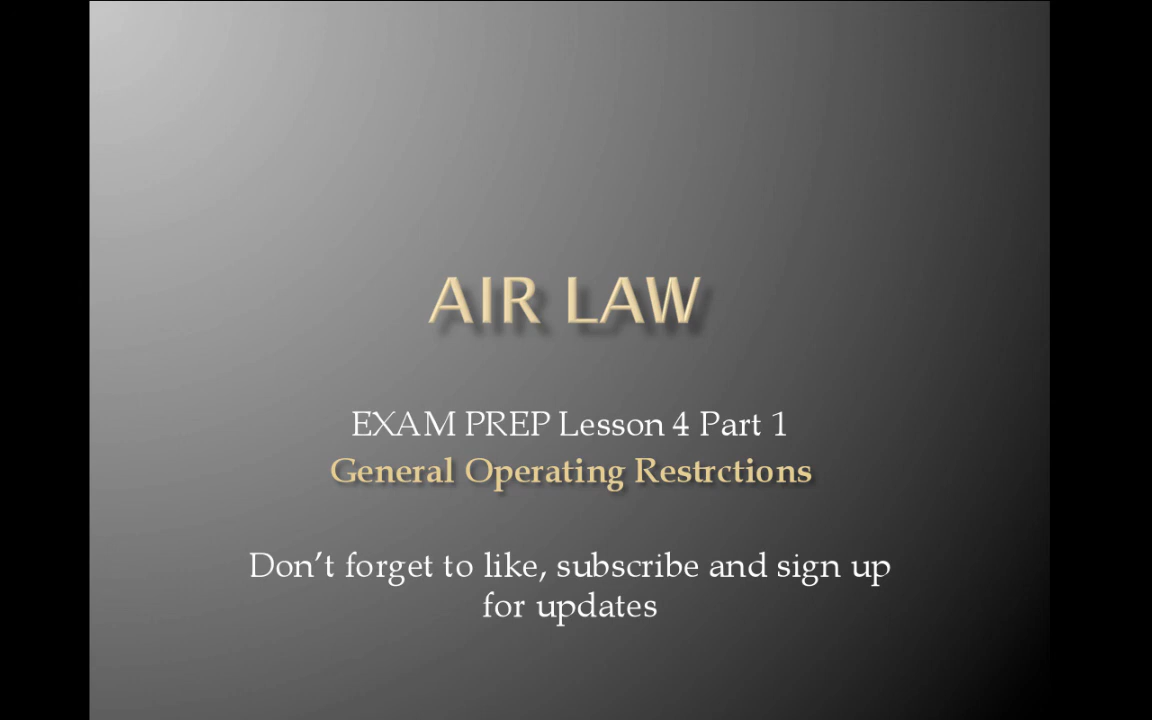 AIR LAW
EXAM PREP Lesson 4 Part 1
General Operating Restrctions
Don’t forget to like, subscribe and sign up
for updates